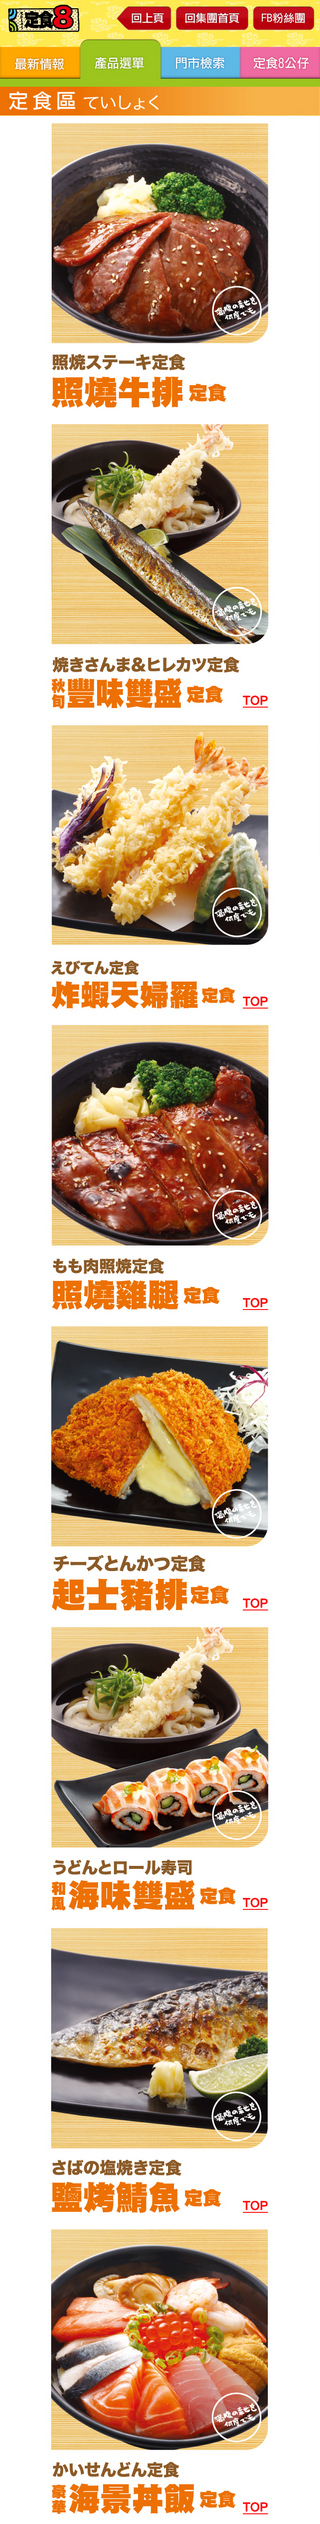 定食8
回上頁
回集團首頁
FB粉絲團
最新情報
產品選單
門市檢索
定食8公仔
定食區 ていしょく
照焼ステーキ定食
照燒牛排 定食
焼きさんま&ヒレカツ定食
秋旬 豐味雙盛 定食
TOP
えびてん定食
炸蝦天婦羅 定食
TOP
もも肉照焼定食
照燒雞腿 定食
TOP
チーズとんかつ定食
起士豬排 定食
TOP
うどんとロール寿司
和風 海味雙盛 定食
TOP
さばの塩焼き定食
鹽烤鯖魚 定食
TOP
かいせんどん定食
豪華 海景丼飯 定食
TOP